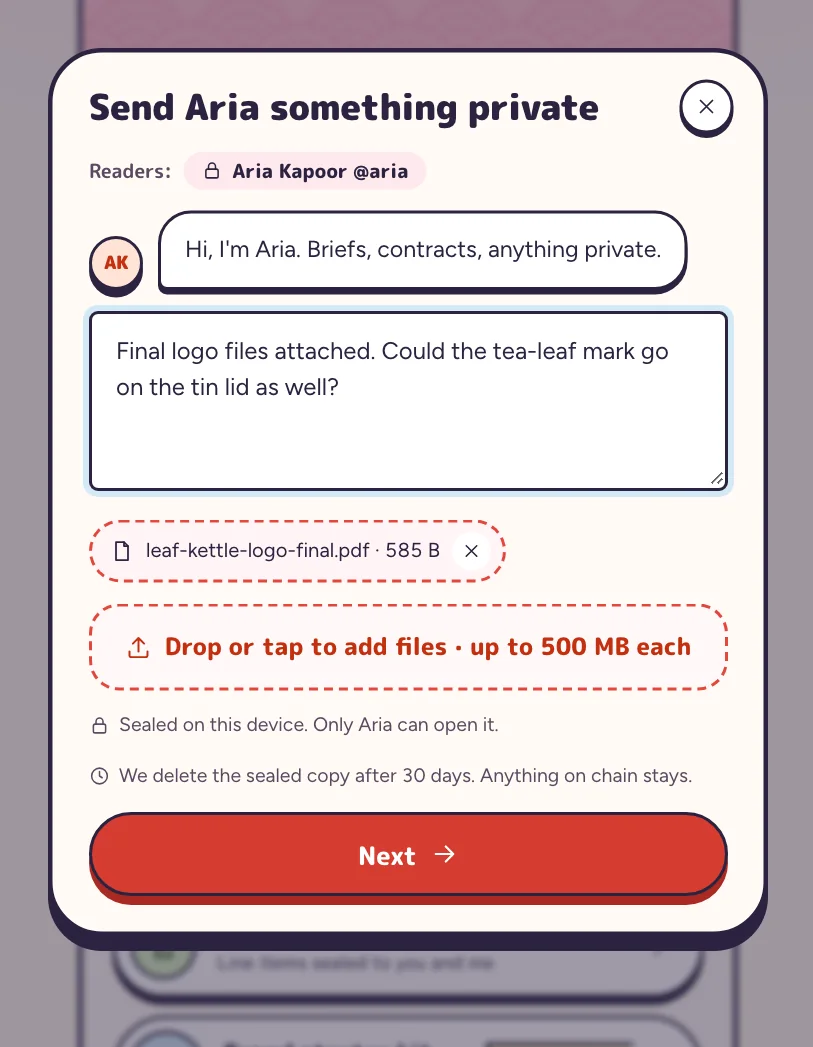 Send Aria something private
Readers: Aria Kapoor @aria
AK
Hi, I'm Aria. Briefs, contracts, anything private.
Final logo files attached. Could the tea-leaf mark go
on the tin lid as well?
leaf-kettle-logo-final.pdf · 585 B
Drop or tap to add files · up to 500 MB each
Sealed on this device. Only Aria can open it.
We delete the sealed copy after 30 days. Anything on chain stays.
Next →
Line items sealed to you and me